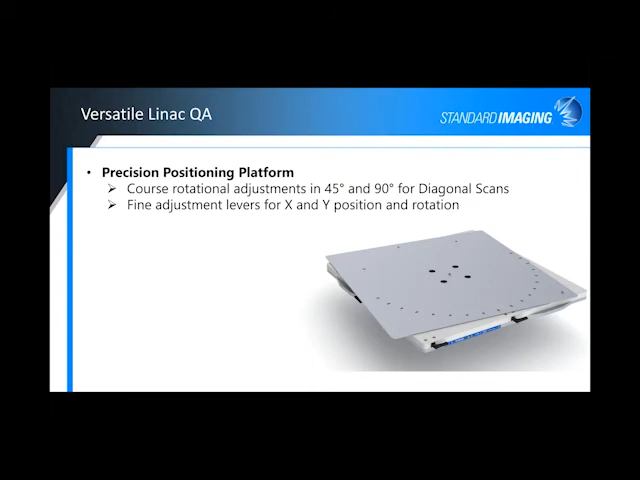 Versatile Linac QA
STANDARD IMAGING
• Precision Positioning Platform
➢ Course rotational adjustments in 45° and 90° for Diagonal Scans
➢ Fine adjustment levers for X and Y position and rotation